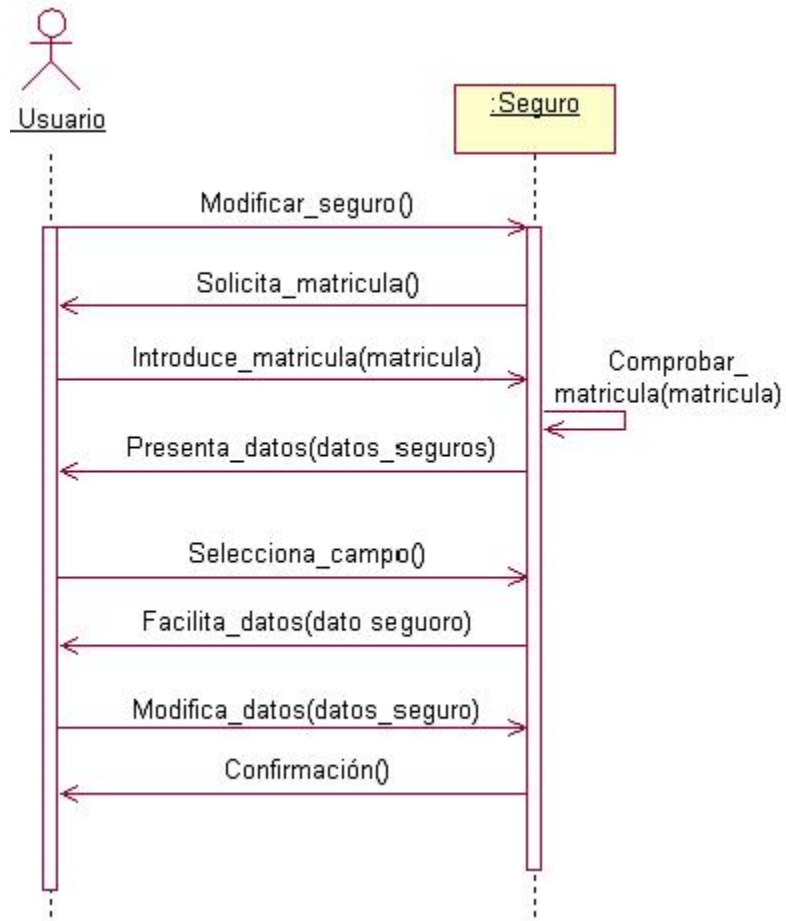 Usuario
:Seguro
Modificar_seguro()
Solicita_matricula()
Introduce_matricula(matricula)
Comprobar_
matricula(matricula)
Presenta_datos(datos_seguros)
Selecciona_campo()
Facilita_datos(dato seguoro)
Modifica_datos(datos_seguro)
Confirmación()